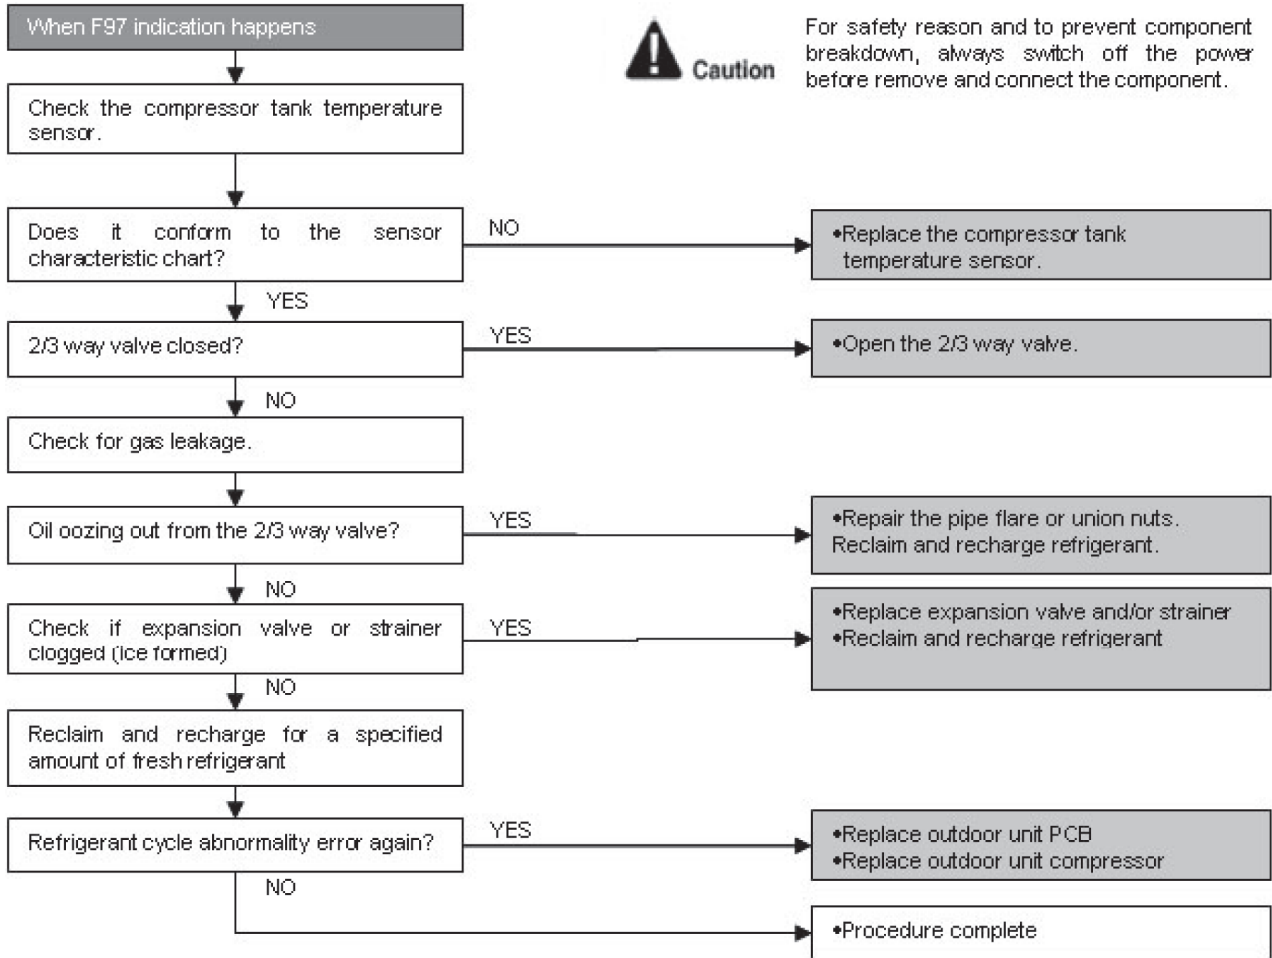 When F97 indication happens
Caution
For safety reason and to prevent component
breakdown, always switch off the power
before remove and connect the component.
Check the compressor tank temperature
sensor.
Does it conform to the sensor
characteristic chart?
NO
•Replace the compressor tank
temperature sensor.
YES
2/3 way valve closed?
YES
•Open the 2/3 way valve.
NO
Check for gas leakage.
Oil oozing out from the 2/3 way valve?
YES
•Repair the pipe flare or union nuts.
Reclaim and recharge refrigerant.
NO
Check if expansion valve or strainer
clogged (Ice formed)
YES
•Replace expansion valve and/or strainer
•Reclaim and recharge refrigerant
NO
Reclaim and recharge for a specified
amount of fresh refrigerant
Refrigerant cycle abnormality error again?
YES
•Replace outdoor unit PCB
•Replace outdoor unit compressor
NO
•Procedure complete